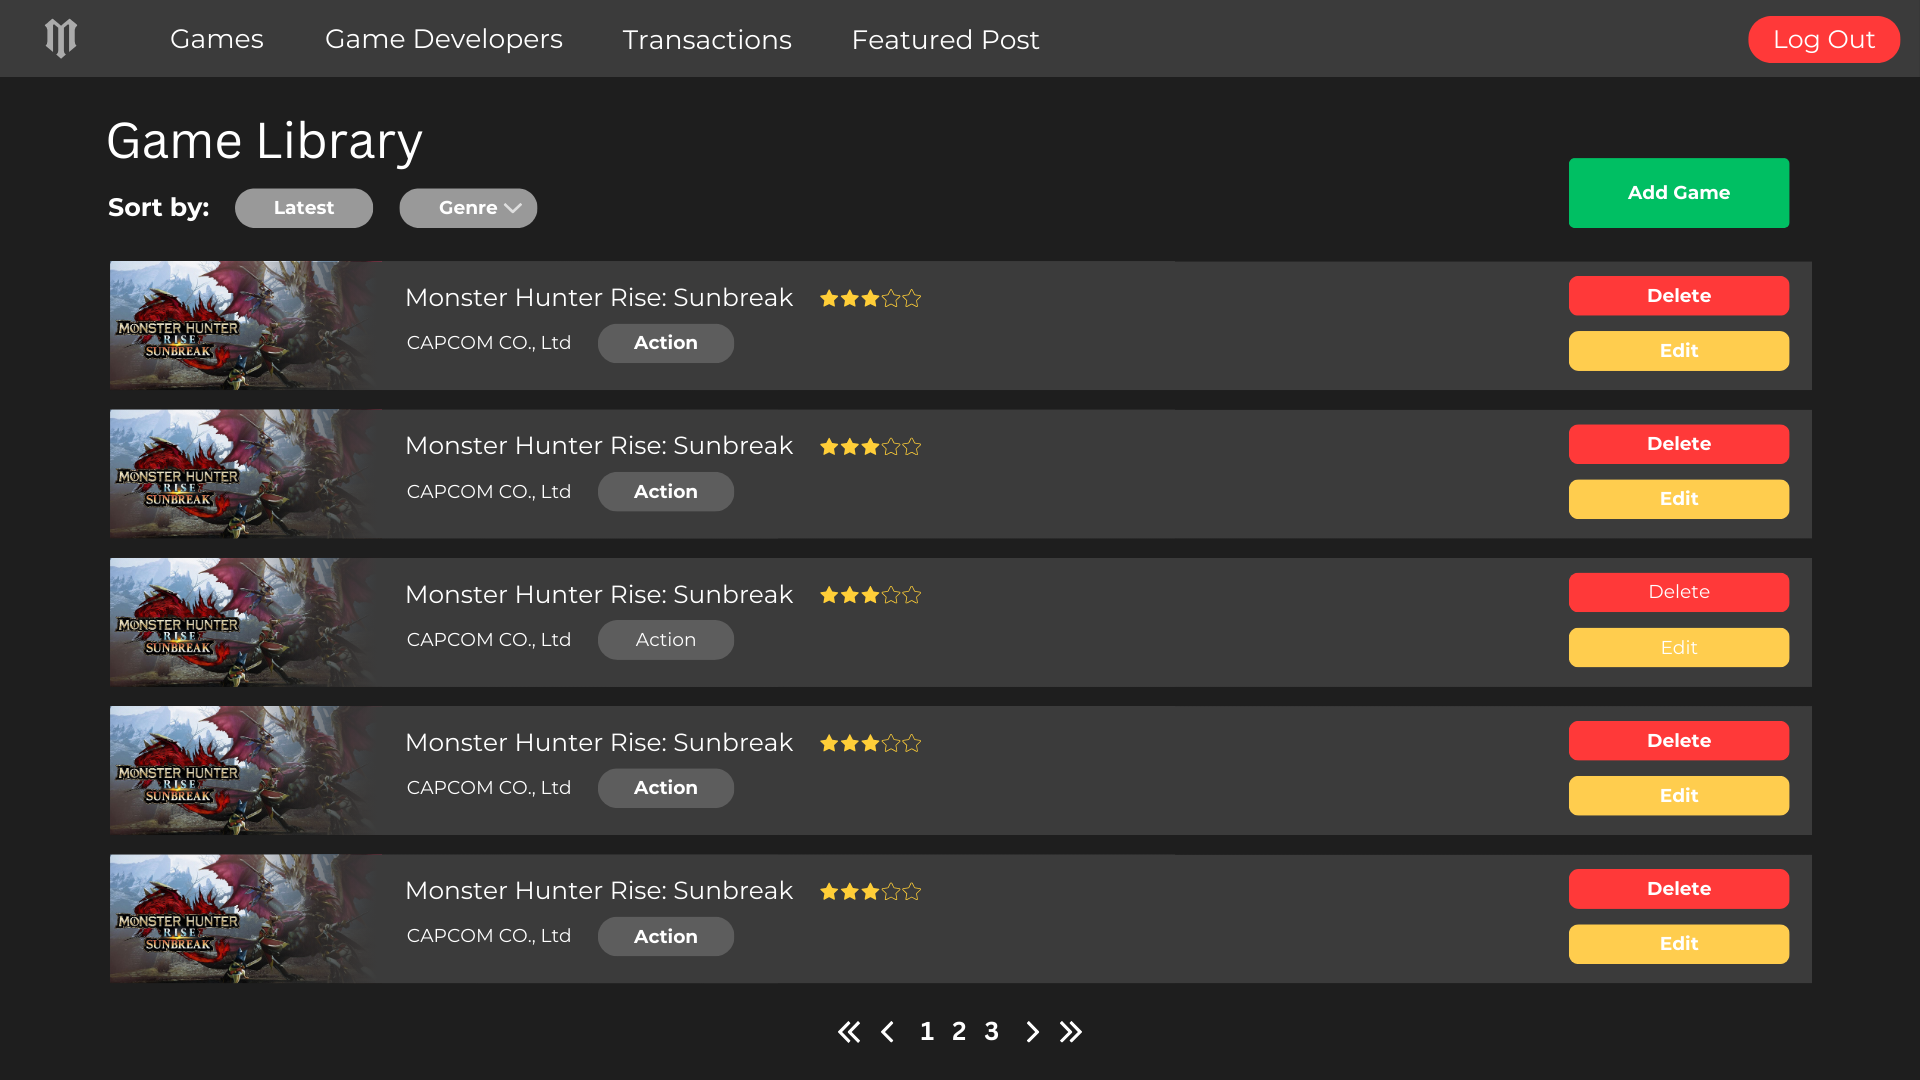 Games Game Developers Transactions Featured Post Log Out
Game Library
Sort by: Latest Genre
Add Game
MONSTER HUNTER
RISE
SUNBREAK
Monster Hunter Rise: Sunbreak
CAPCOM CO., Ltd Action
Delete
Edit
MONSTER HUNTER
RISE
SUNBREAK
Monster Hunter Rise: Sunbreak
CAPCOM CO., Ltd Action
Delete
Edit
MONSTER HUNTER
RISE
SUNBREAK
Monster Hunter Rise: Sunbreak
CAPCOM CO., Ltd Action
Delete
Edit
MONSTER HUNTER
RISE
SUNBREAK
Monster Hunter Rise: Sunbreak
CAPCOM CO., Ltd Action
Delete
Edit
MONSTER HUNTER
RISE
SUNBREAK
Monster Hunter Rise: Sunbreak
CAPCOM CO., Ltd Action
Delete
Edit
1 2 3